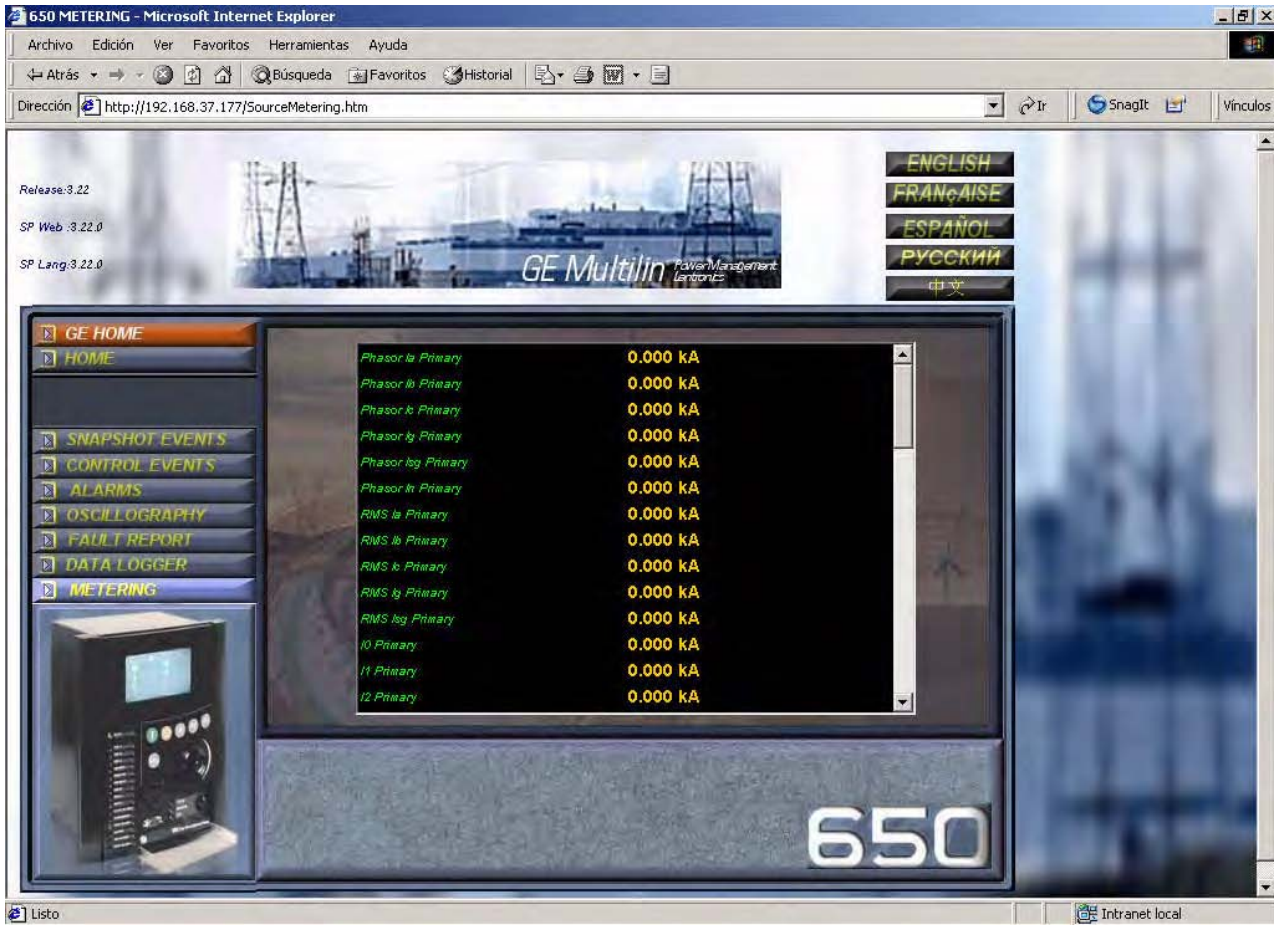 650 METERING - Microsoft Internet Explorer
Archivo Edición Ver Favoritos Herramientas Ayuda
Atrás Búsqueda Favoritos Historial
Dirección http://192.168.37.177/SourceMetering.htm Ir SnagIt Vínculos
Release:3.22
SP Web :3.22.0
SP Lang:3.22.0
GE Multilin PowerManagement
Lentronics
ENGLISH
FRANçAISE
ESPAÑOL
РУССКИЙ
中文
GE HOME
HOME
SNAPSHOT EVENTS
CONTROL EVENTS
ALARMS
OSCILLOGRAPHY
FAULT REPORT
DATA LOGGER
METERING
Phasor Ia Primary 0.000 kA
Phasor Ib Primary 0.000 kA
Phasor Ic Primary 0.000 kA
Phasor Ig Primary 0.000 kA
Phasor Isg Primary 0.000 kA
Phasor In Primary 0.000 kA
RMS Ia Primary 0.000 kA
RMS Ib Primary 0.000 kA
RMS Ic Primary 0.000 kA
RMS Ig Primary 0.000 kA
RMS Isg Primary 0.000 kA
I0 Primary 0.000 kA
I1 Primary 0.000 kA
I2 Primary 0.000 kA
650
Listo Intranet local